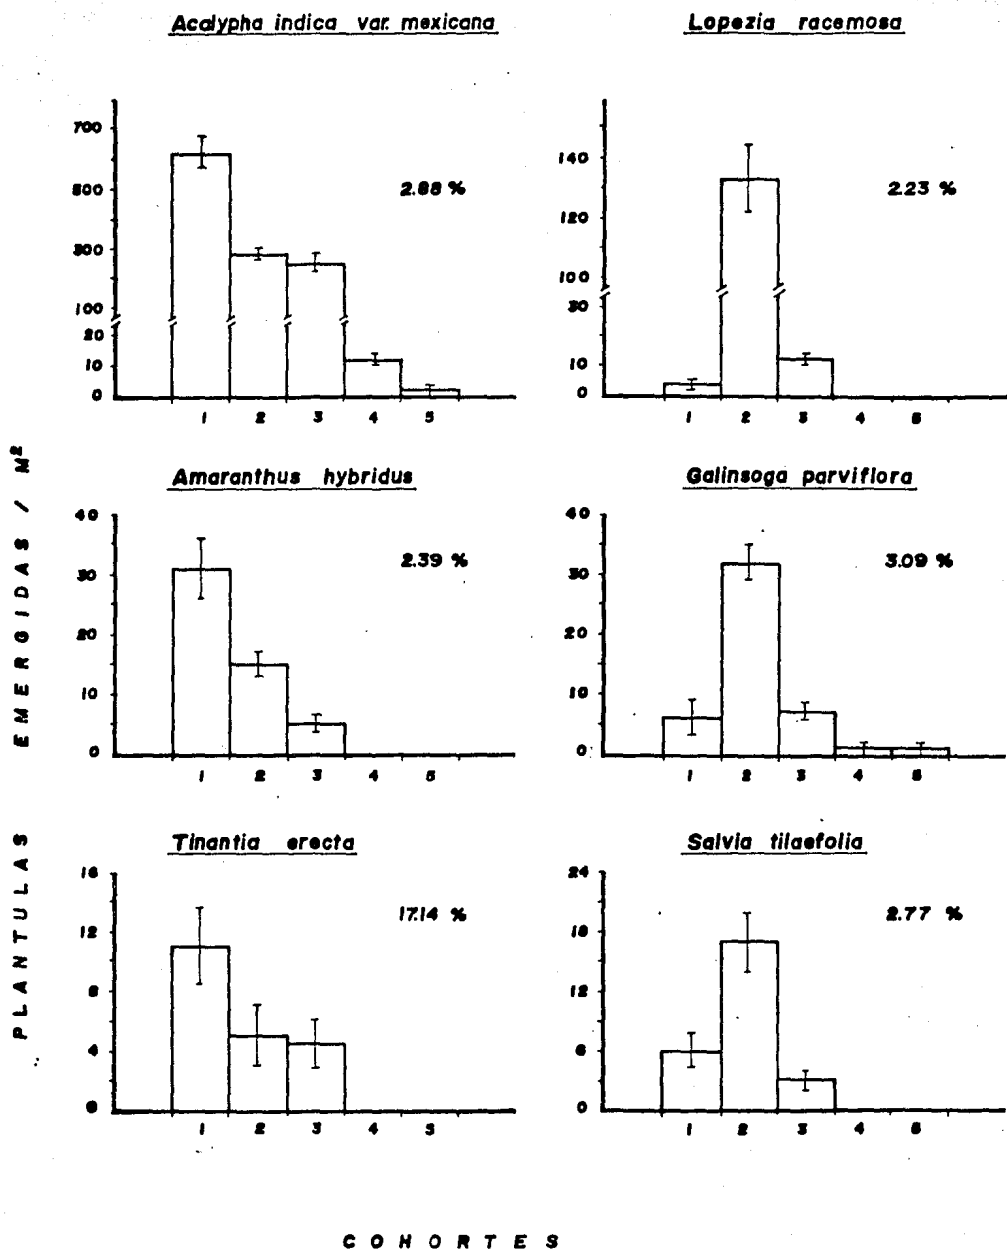 Acalypha indica var. mexicana
700
500
300
100
20
10
0
2.88 %
1 2 3 4 5
Lopezia racemosa
140
120
100
30
10
0
2.23 %
1 2 3 4 5
Amaranthus hybridus
40
30
20
10
0
2.39 %
1 2 3 4 5
Galinsoga parviflora
40
30
20
10
0
3.09 %
1 2 3 4 5
Tinantia erecta
16
12
8
4
0
17.14 %
1 2 3 4 5
Salvia tilaefolia
24
18
12
6
0
2.77 %
1 2 3 4 5
PLANTULAS EMERGIDAS / M²
COHORTES